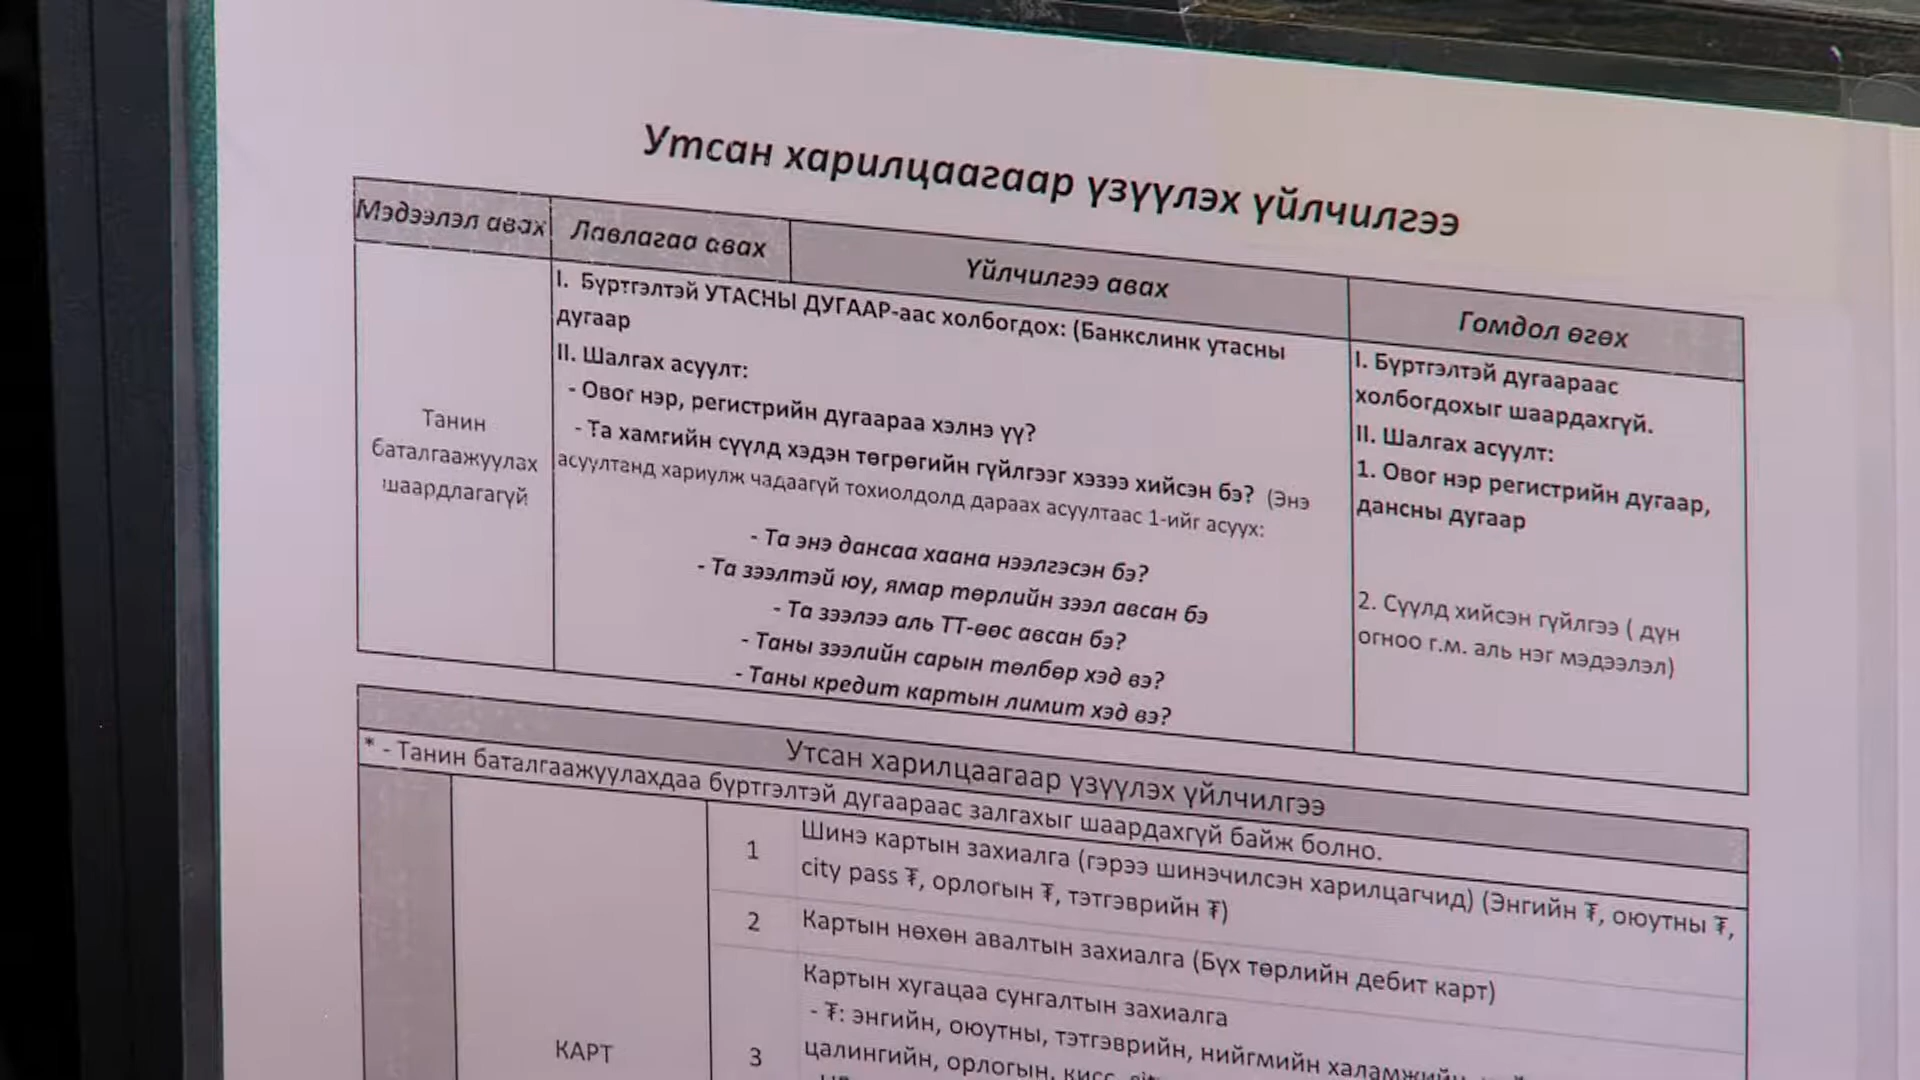 Утсан харилцаагаар үзүүлэх үйлчилгээ
Мэдээлэл авах
Лавлагаа авах
Үйлчилгээ авах
Гомдол өгөх
Танин
баталгаажуулах
шаардлагагүй
I. Бүртгэлтэй УТАСНЫ ДУГААР-аас холбогдох: (Банкслинк утасны
дугаар
II. Шалгах асуулт:
- Овог нэр, регистрийн дугаараа хэлнэ үү?
- Та хамгийн сүүлд хэдэн төгрөгийн гүйлгээг хэзээ хийсэн бэ? (Энэ
асуултанд хариулж чадаагүй тохиолдолд дараах асуултаас 1-ийг асуух:
- Та энэ дансаа хаана нээлгэсэн бэ?
- Та зээлтэй юу, ямар төрлийн зээл авсан бэ
- Та зээлээ аль ТТ-өөс авсан бэ?
- Таны зээлийн сарын төлбөр хэд вэ?
- Таны кредит картын лимит хэд вэ?
I. Бүртгэлтэй дугаараас
холбогдохыг шаардахгүй.
II. Шалгах асуулт:
1. Овог нэр регистрийн дугаар,
дансны дугаар
2. Сүүлд хийсэн гүйлгээ ( дүн
огноо г.м. аль нэг мэдээлэл)
Утсан харилцаагаар үзүүлэх үйлчилгээ
* - Танин баталгаажуулахдаа бүртгэлтэй дугаараас залгахыг шаардахгүй байж болно.
КАРТ
1
Шинэ картын захиалга (гэрээ шинэчилсэн харилцагчид) (Энгийн ₮, оюутны ₮,
city pass ₮, орлогын ₮, тэтгэврийн ₮)
2
Картын нөхөн авалтын захиалга (Бүх төрлийн дебит карт)
3
Картын хугацаа сунгалтын захиалга
- ₮: энгийн, оюутны, тэтгэврийн, нийгмийн халамжийн,
цалингийн, орлогын, кисс,